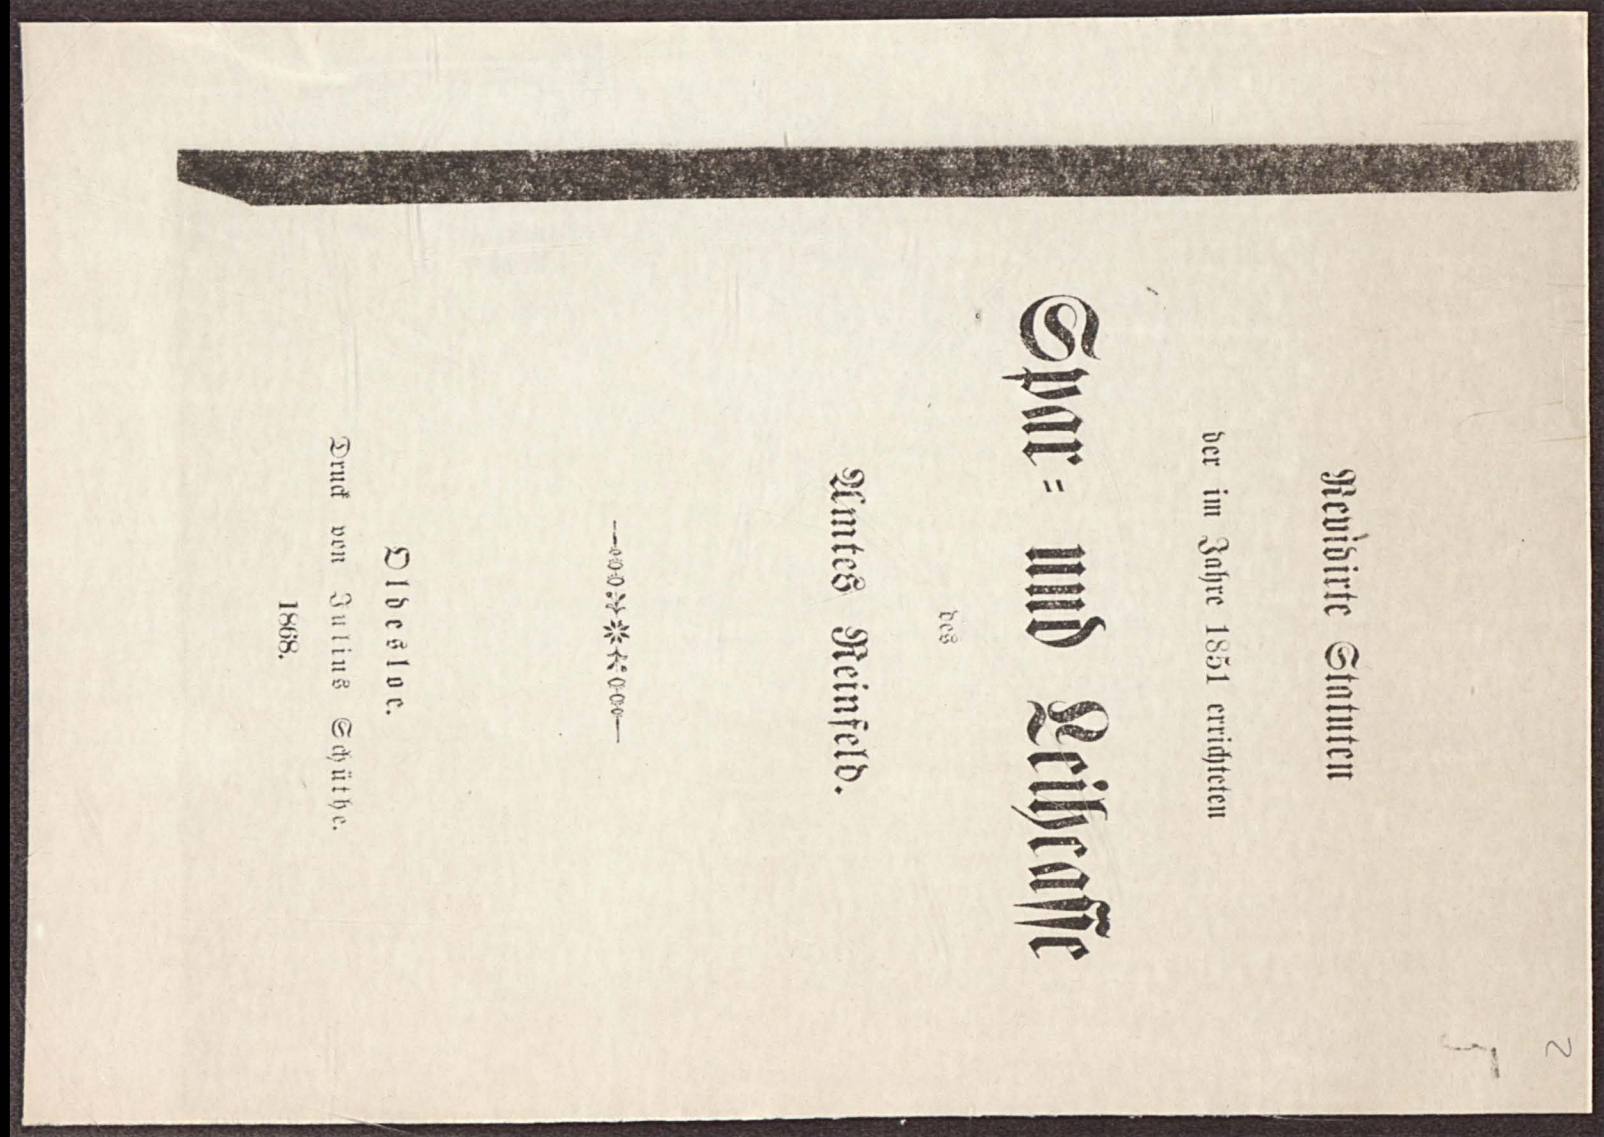 2
Revidirte Statuten
der im Jahre 1851 errichteten
Spar= und Leihcasse
des
Amtes Reinfeld.
Oldesloe.
Druck von Julius Schüthe.
1868.